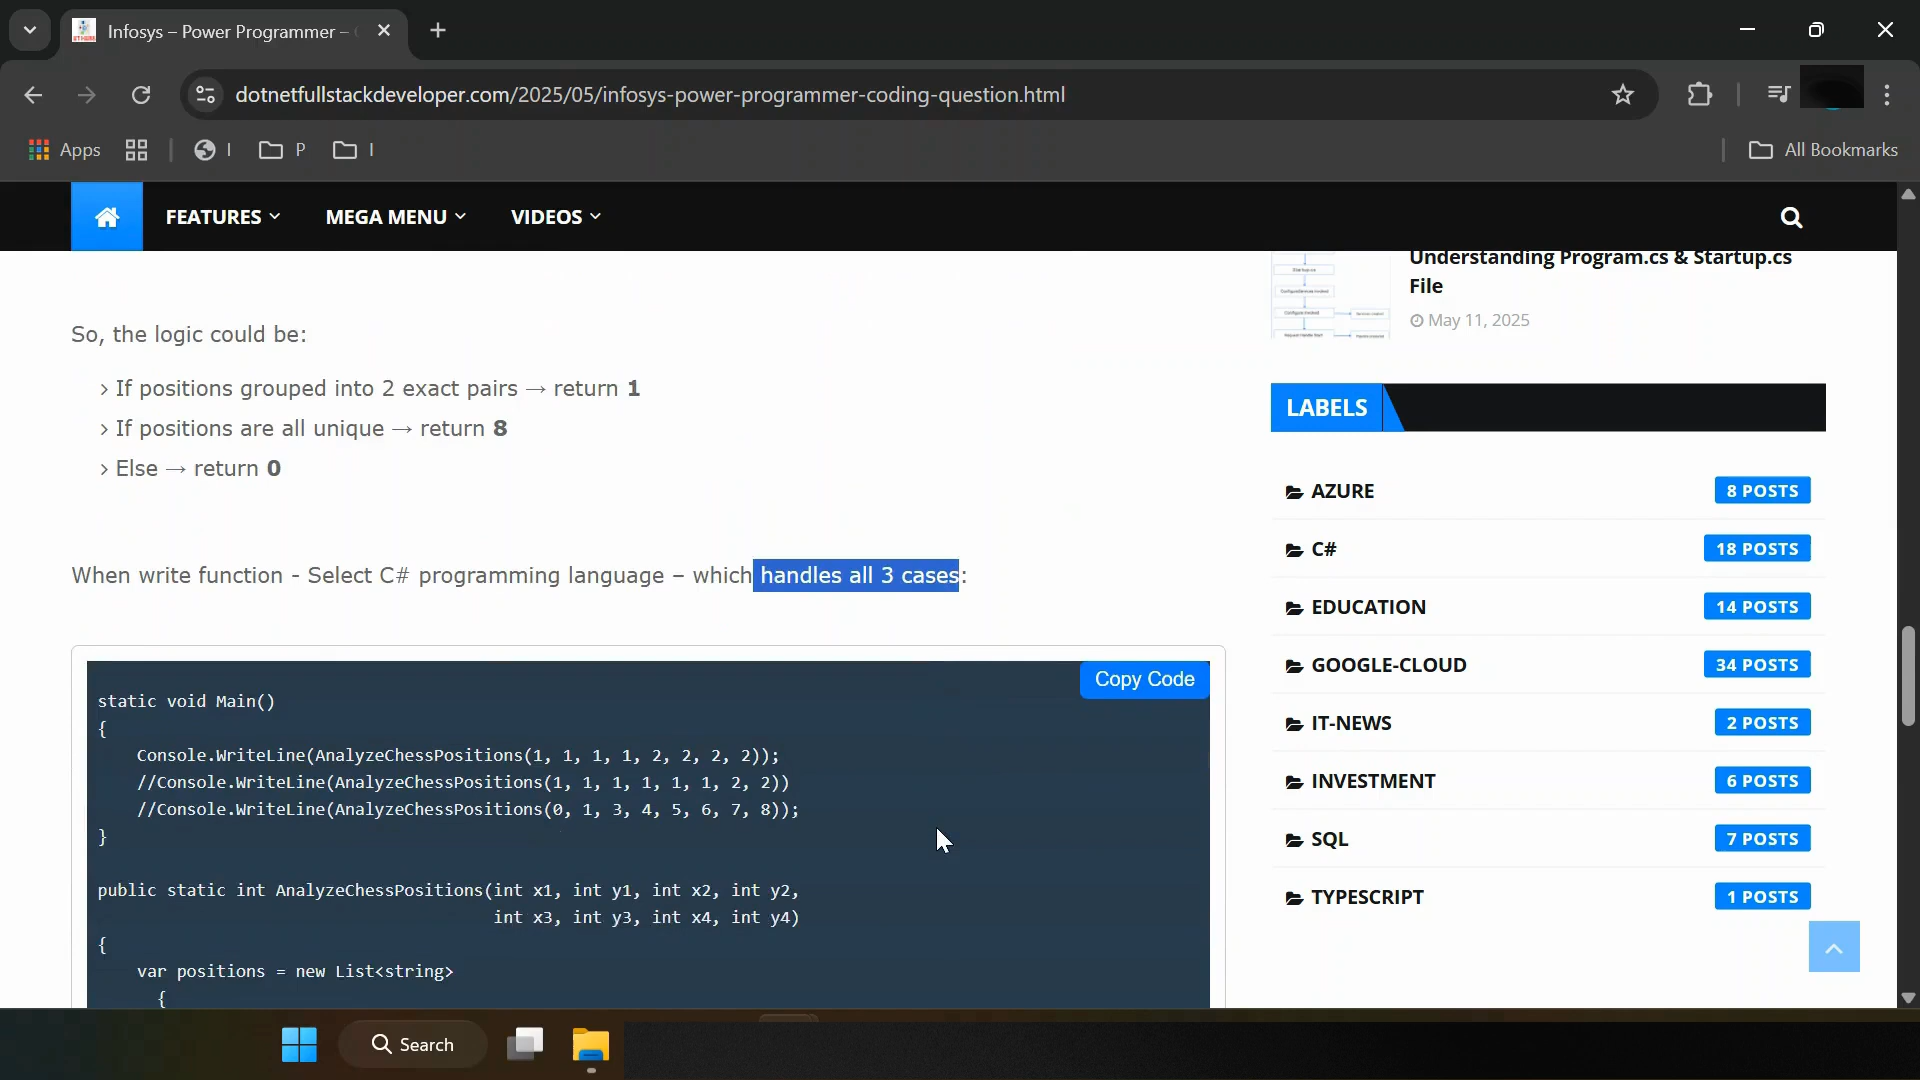 Infosys – Power Programmer –
dotnetfullstackdeveloper.com/2025/05/infosys-power-programmer-coding-question.html
Apps
I
P
I
All Bookmarks
FEATURES
MEGA MENU
VIDEOS
So, the logic could be:
› If positions grouped into 2 exact pairs → return 1
› If positions are all unique → return 8
› Else → return 0
When write function - Select C# programming language – which handles all 3 cases:
Copy Code
static void Main()
{
Console.WriteLine(AnalyzeChessPositions(1, 1, 1, 1, 2, 2, 2, 2));
//Console.WriteLine(AnalyzeChessPositions(1, 1, 1, 1, 1, 1, 2, 2))
//Console.WriteLine(AnalyzeChessPositions(0, 1, 3, 4, 5, 6, 7, 8));
}
public static int AnalyzeChessPositions(int x1, int y1, int x2, int y2,
int x3, int y3, int x4, int y4)
{
var positions = new List<string>
{
Understanding Program.cs & Startup.cs
File
May 11, 2025
LABELS
AZURE 8 POSTS
C# 18 POSTS
EDUCATION 14 POSTS
GOOGLE-CLOUD 34 POSTS
IT-NEWS 2 POSTS
INVESTMENT 6 POSTS
SQL 7 POSTS
TYPESCRIPT 1 POSTS
Search